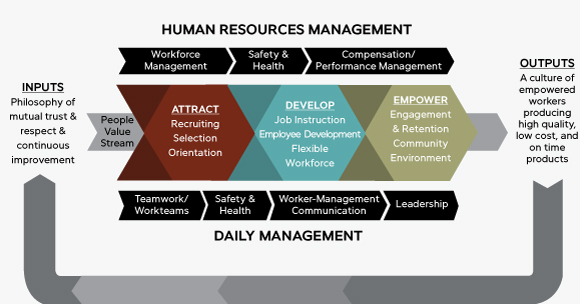 HUMAN RESOURCES MANAGEMENT
Workforce
Management
Safety &
Health
Compensation/
Performance Management
INPUTS
Philosophy of
mutual trust &
respect &
continuous
improvement
People
Value
Stream
ATTRACT
Recruiting
Selection
Orientation
DEVELOP
Job Instruction
Employee Development
Flexible
Workforce
EMPOWER
Engagement
& Retention
Community
Environment
OUTPUTS
A culture of
empowered
workers
producing
high quality,
low cost, and
on time
products
Teamwork/
Workteams
Safety &
Health
Worker-Management
Communication
Leadership
DAILY MANAGEMENT